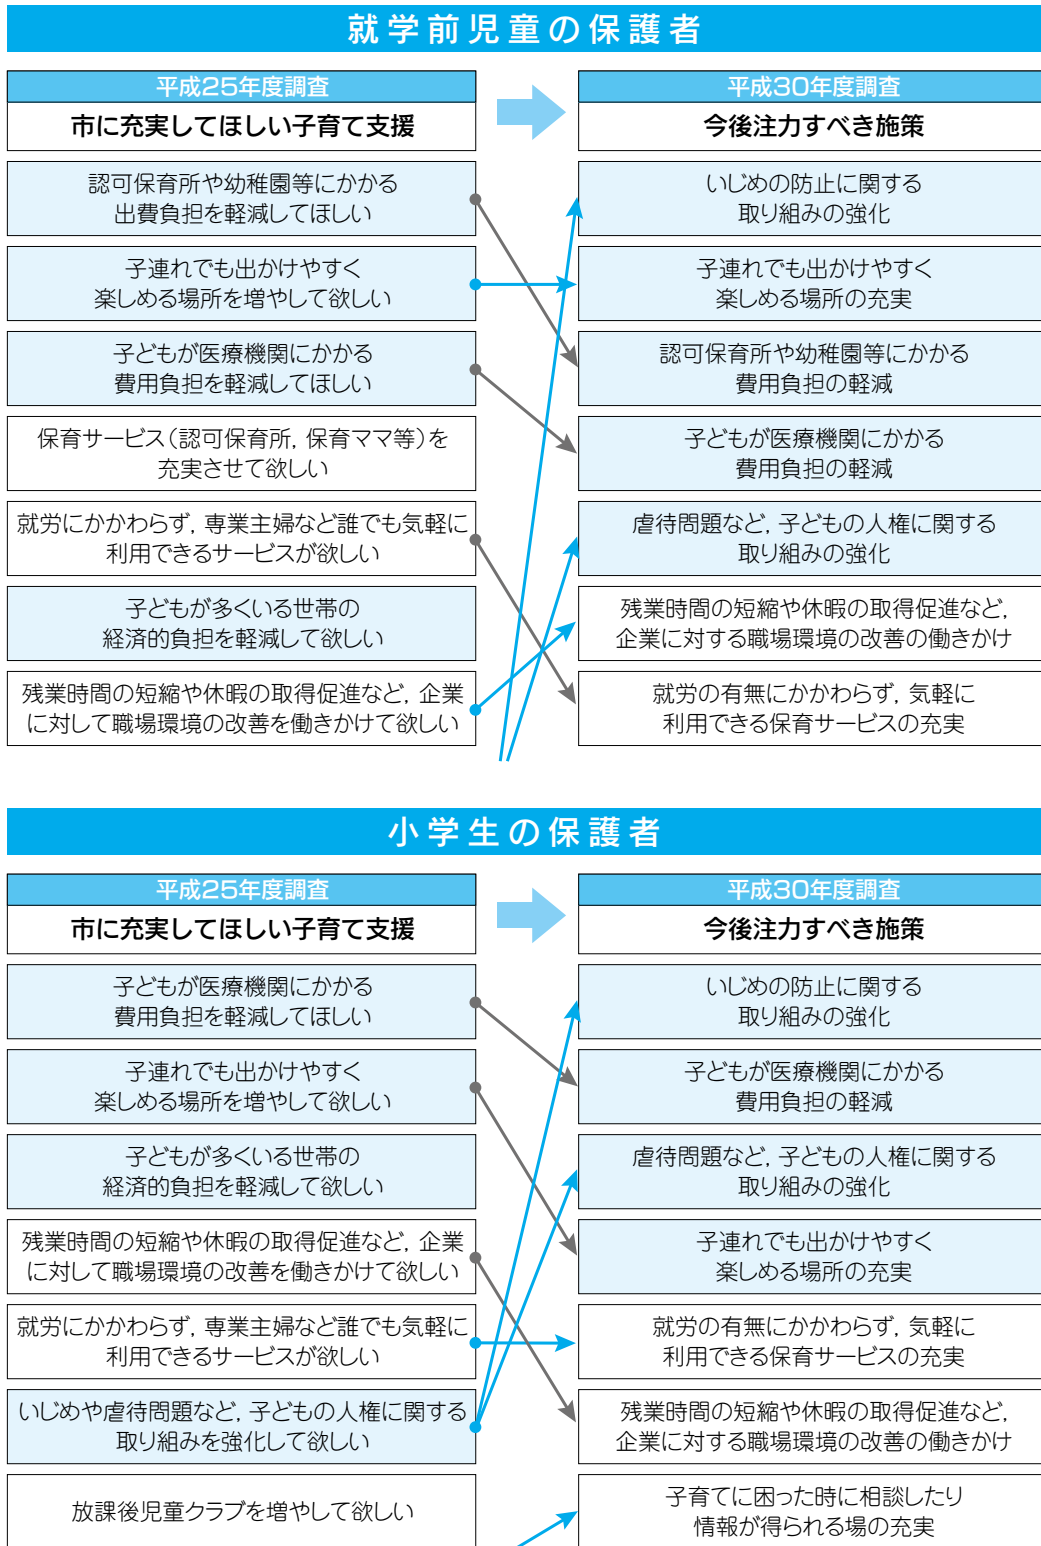 就学前児童の保護者
平成25年度調査
市に充実してほしい子育て支援
認可保育所や幼稚園等にかかる
出費負担を軽減してほしい
子連れでも出かけやすく
楽しめる場所を増やして欲しい
子どもが医療機関にかかる
費用負担を軽減してほしい
保育サービス（認可保育所, 保育ママ等）を
充実させて欲しい
就労にかかわらず, 専業主婦など誰でも気軽に
利用できるサービスが欲しい
子どもが多くいる世帯の
経済的負担を軽減して欲しい
残業時間の短縮や休暇の取得促進など, 企業
に対して職場環境の改善を働きかけて欲しい
平成30年度調査
今後注力すべき施策
いじめの防止に関する
取り組みの強化
子連れでも出かけやすく
楽しめる場所の充実
認可保育所や幼稚園等にかかる
費用負担の軽減
子どもが医療機関にかかる
費用負担の軽減
虐待問題など, 子どもの人権に関する
取り組みの強化
残業時間の短縮や休暇の取得促進など,
企業に対する職場環境の改善の働きかけ
就労の有無にかかわらず, 気軽に
利用できる保育サービスの充実
小学生の保護者
平成25年度調査
市に充実してほしい子育て支援
子どもが医療機関にかかる
費用負担を軽減してほしい
子連れでも出かけやすく
楽しめる場所を増やして欲しい
子どもが多くいる世帯の
経済的負担を軽減して欲しい
残業時間の短縮や休暇の取得促進など, 企業
に対して職場環境の改善を働きかけて欲しい
就労にかかわらず, 専業主婦など誰でも気軽に
利用できるサービスが欲しい
いじめや虐待問題など, 子どもの人権に関する
取り組みを強化して欲しい
放課後児童クラブを増やして欲しい
平成30年度調査
今後注力すべき施策
いじめの防止に関する
取り組みの強化
子どもが医療機関にかかる
費用負担の軽減
虐待問題など, 子どもの人権に関する
取り組みの強化
子連れでも出かけやすく
楽しめる場所の充実
就労の有無にかかわらず, 気軽に
利用できる保育サービスの充実
残業時間の短縮や休暇の取得促進など,
企業に対する職場環境の改善の働きかけ
子育てに困った時に相談したり
情報が得られる場の充実